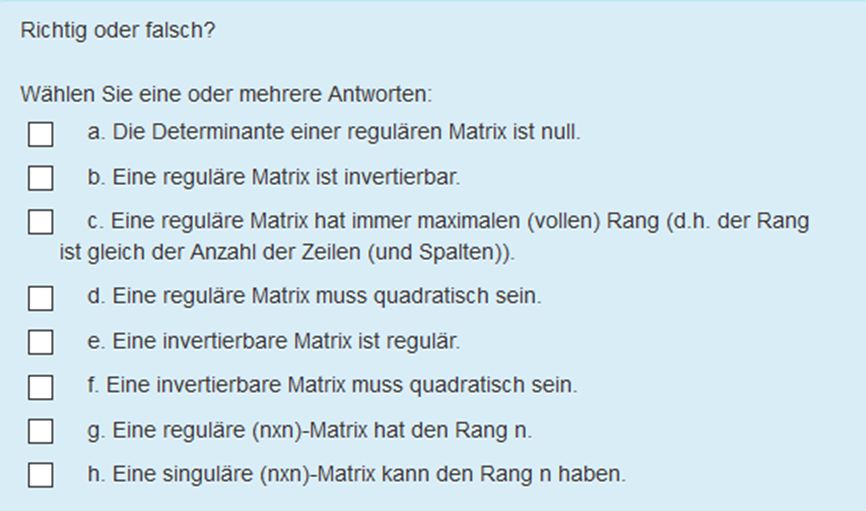 Richtig oder falsch?
Wählen Sie eine oder mehrere Antworten:
a. Die Determinante einer regulären Matrix ist null.
b. Eine reguläre Matrix ist invertierbar.
c. Eine reguläre Matrix hat immer maximalen (vollen) Rang (d.h. der Rang
ist gleich der Anzahl der Zeilen (und Spalten)).
d. Eine reguläre Matrix muss quadratisch sein.
e. Eine invertierbare Matrix ist regulär.
f. Eine invertierbare Matrix muss quadratisch sein.
g. Eine reguläre (nxn)-Matrix hat den Rang n.
h. Eine singuläre (nxn)-Matrix kann den Rang n haben.